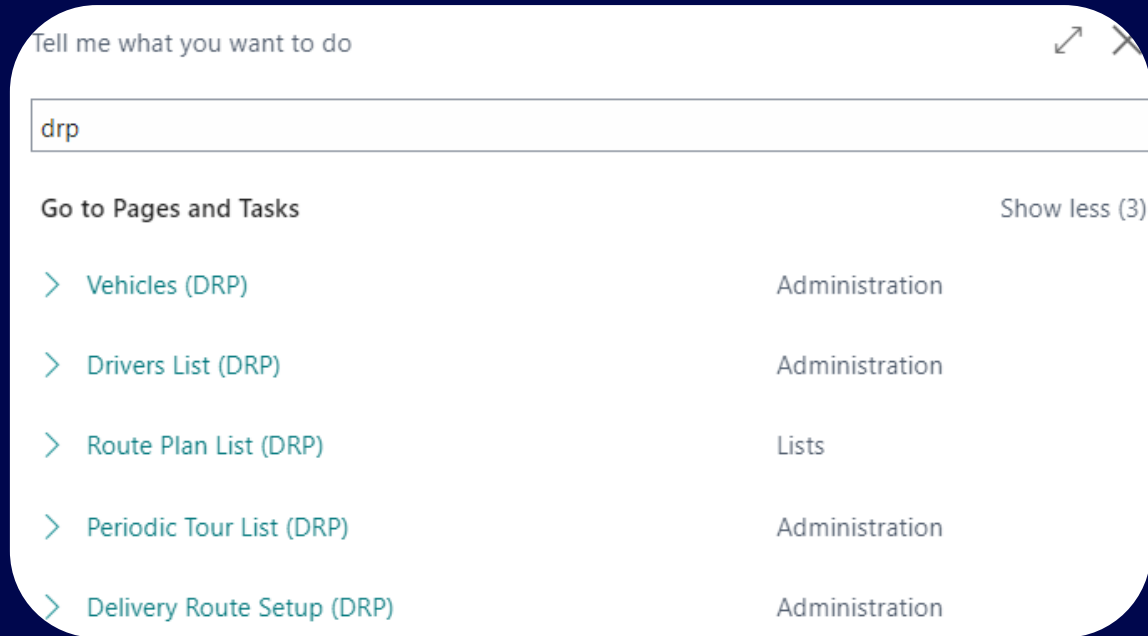 Tell me what you want to do
drp
Go to Pages and Tasks Show less (3)
Vehicles (DRP) Administration
Drivers List (DRP) Administration
Route Plan List (DRP) Lists
Periodic Tour List (DRP) Administration
Delivery Route Setup (DRP) Administration